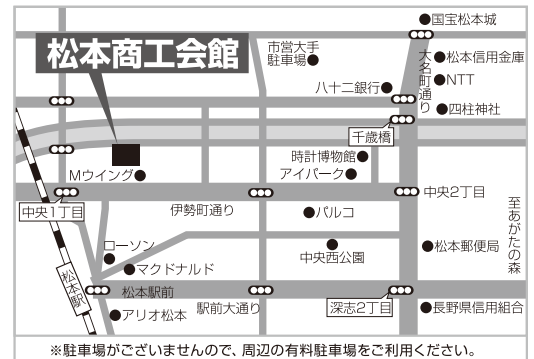 国宝松本城
松本商工会館
市営大手
駐車場
大名町通り
松本信用金庫
八十二銀行
NTT
四柱神社
千歳橋
時計博物館
アイパーク
Mウイング
中央2丁目
中央1丁目
伊勢町通り
パルコ
至あがたの森
ローソン
中央西公園
松本郵便局
マクドナルド
松本駅
松本駅前
駅前大通り
深志2丁目
長野県信用組合
アリオ松本
※駐車場がございませんので、周辺の有料駐車場をご利用ください。